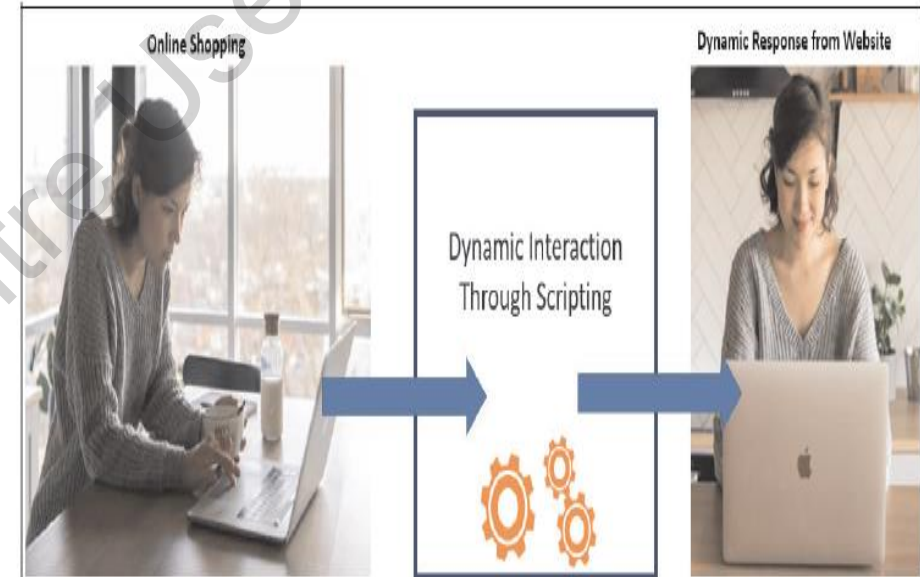 Online Shopping
Dynamic Response from Website
Dynamic Interaction
Through Scripting